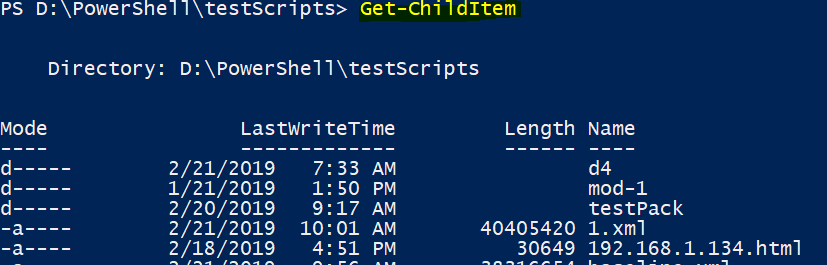 PS D:\PowerShell\testScripts> Get-ChildItem
Directory: D:\PowerShell\testScripts
Mode LastWriteTime Length Name
---- ------------- ------ ----
d----- 2/21/2019 7:33 AM d4
d----- 1/21/2019 1:50 PM mod-1
d----- 2/20/2019 9:17 AM testPack
-a---- 2/21/2019 10:01 AM 40405420 1.xml
-a---- 2/18/2019 4:51 PM 30649 192.168.1.134.html